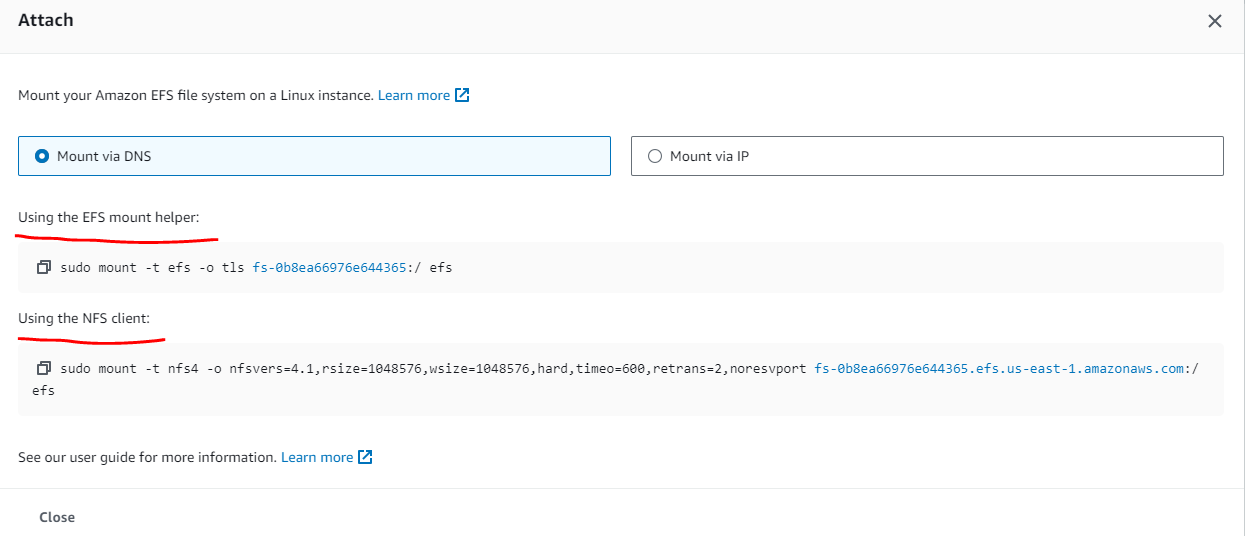 Attach
Mount your Amazon EFS file system on a Linux instance. Learn more
Mount via DNS
Mount via IP
Using the EFS mount helper:
sudo mount -t efs -o tls fs-0b8ea66976e644365:/ efs
Using the NFS client:
sudo mount -t nfs4 -o nfsvers=4.1,rsize=1048576,wsize=1048576,hard,timeo=600,retrans=2,noresvport fs-0b8ea66976e644365.efs.us-east-1.amazonaws.com:/
efs
See our user guide for more information. Learn more
Close